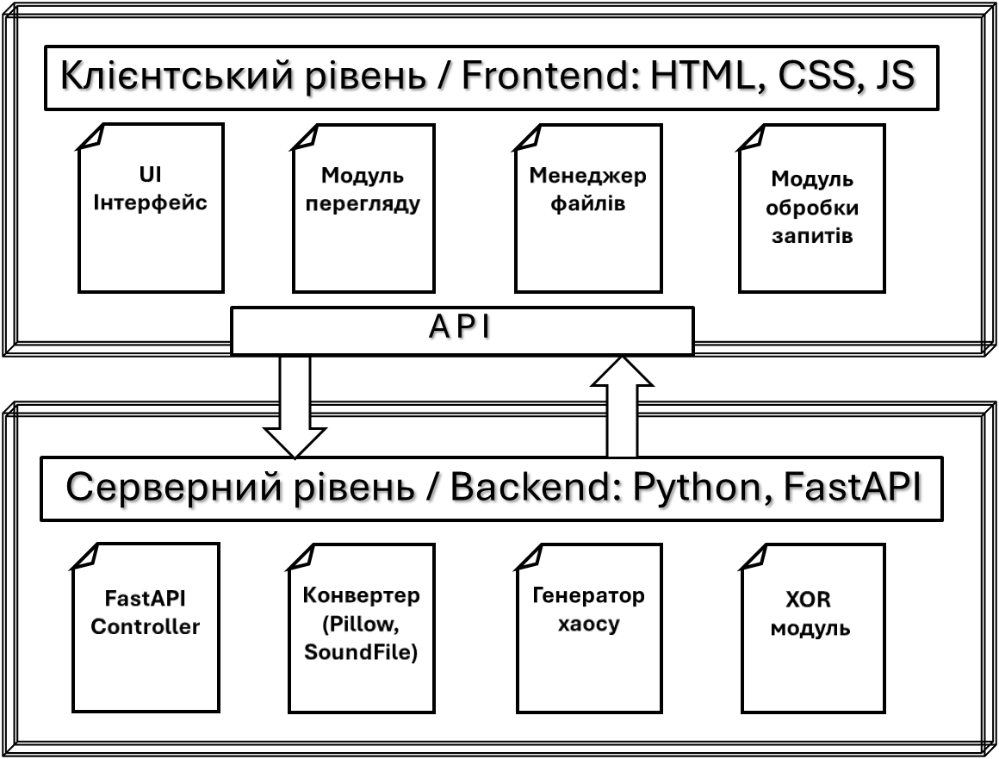 Клієнтський рівень / Frontend: HTML, CSS, JS
UI
Інтерфейс
Модуль
перегляду
Менеджер
файлів
Модуль
обробки
запитів
API
Серверний рівень / Backend: Python, FastAPI
FastAPI
Controller
Конвертер
(Pillow,
SoundFile)
Генератор
хаосу
XOR
модуль